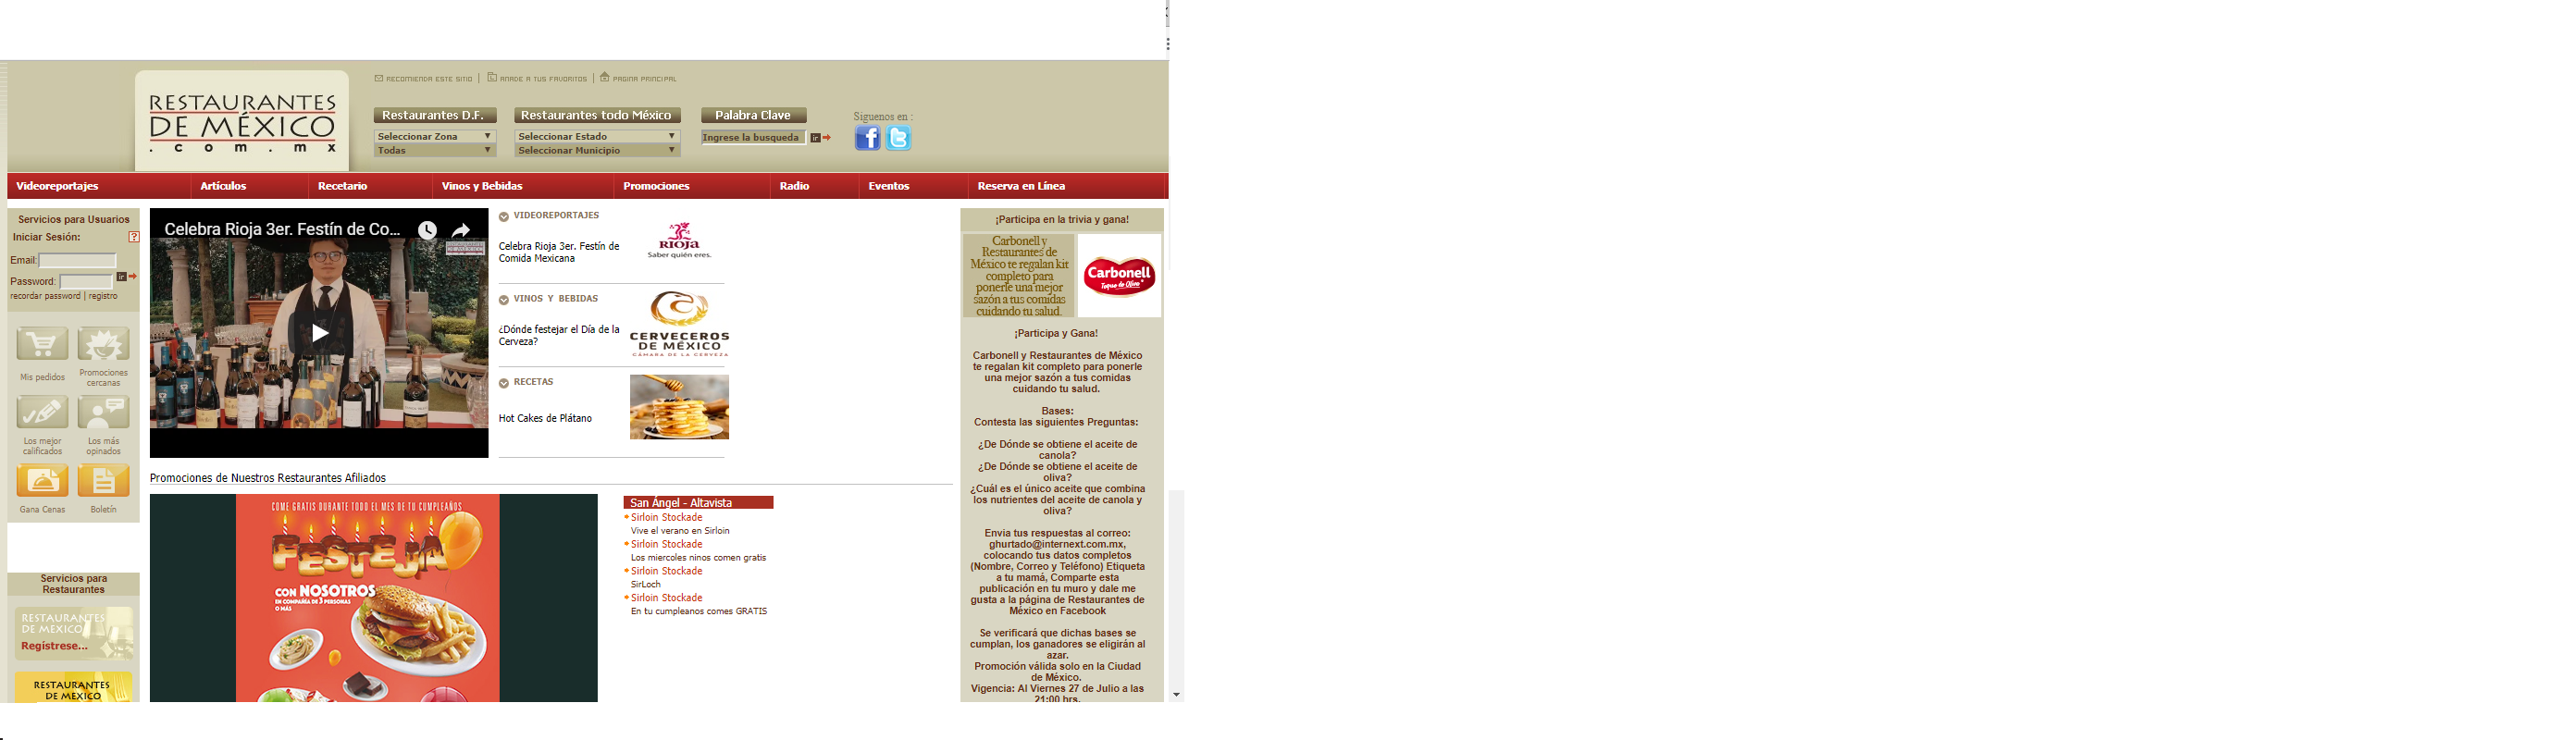 RECOMIENDA ESTE SITIO | AÑADE A TUS FAVORITOS | PAGINA PRINCIPAL
RESTAURANTES
DE MÉXICO
.com.mx
Restaurantes D.F.
Seleccionar Zona
Todas
Restaurantes todo México
Seleccionar Estado
Seleccionar Municipio
Palabra Clave
Ingrese la busqueda
ir
Siguenos en :
Videoreportajes
Artículos
Recetario
Vinos y Bebidas
Promociones
Radio
Eventos
Reserva en Línea
Servicios para Usuarios
Iniciar Sesión:
?
Email:
Password:
ir
recordar password | registro
Mis pedidos
Promociones
cercanas
Los mejor
calificados
Los más
opinados
Gana Cenas
Boletín
Servicios para
Restaurantes
RESTAURANTES
DE MEXICO
Regístrese...
RESTAURANTES
DE MÉXICO
Celebra Rioja 3er. Festín de Co...
VIDEOREPORTAJES
Celebra Rioja 3er. Festín de
Comida Mexicana
RIOJA
Saber quién eres.
VINOS Y BEBIDAS
¿Dónde festejar el Día de la
Cerveza?
CERVECEROS
DE MÉXICO
CÁMARA DE LA CERVEZA
RECETAS
Hot Cakes de Plátano
Promociones de Nuestros Restaurantes Afiliados
COME GRATIS DURANTE TODO EL MES DE TU CUMPLEAÑOS
FESTEJA
CON NOSOTROS
EN COMPAÑÍA DE 3 PERSONAS
O MÁS
San Ángel - Altavista
Sirloin Stockade
Vive el verano en Sirloin
Sirloin Stockade
Los miercoles ninos comen gratis
Sirloin Stockade
SirLoch
Sirloin Stockade
En tu cumpleanos comes GRATIS
¡Participa en la trivia y gana!
Carbonell y
Restaurantes de
México te regalan kit
completo para
ponerle una mejor
sazón a tus comidas
cuidando tu salud.
Carbonell
Toque de Oliva
¡Participa y Gana!
Carbonell y Restaurantes de México
te regalan kit completo para ponerle
una mejor sazón a tus comidas
cuidando tu salud.
Bases:
Contesta las siguientes Preguntas:
¿De Dónde se obtiene el aceite de
canola?
¿De Dónde se obtiene el aceite de
oliva?
¿Cuál es el único aceite que combina
los nutrientes del aceite de canola y
oliva?
Envia tus respuestas al correo:
ghurtado@internext.com.mx,
colocando tus datos completos
(Nombre, Correo y Teléfono) Etiqueta
a tu mamá, Comparte esta
publicación en tu muro y dale me
gusta a la página de Restaurantes de
México en Facebook
Se verificará que dichas bases se
cumplan, los ganadores se eligirán al
azar.
Promoción válida solo en la Ciudad
de México.
Vigencia: Al Viernes 27 de Julio a las
21:00 hrs.